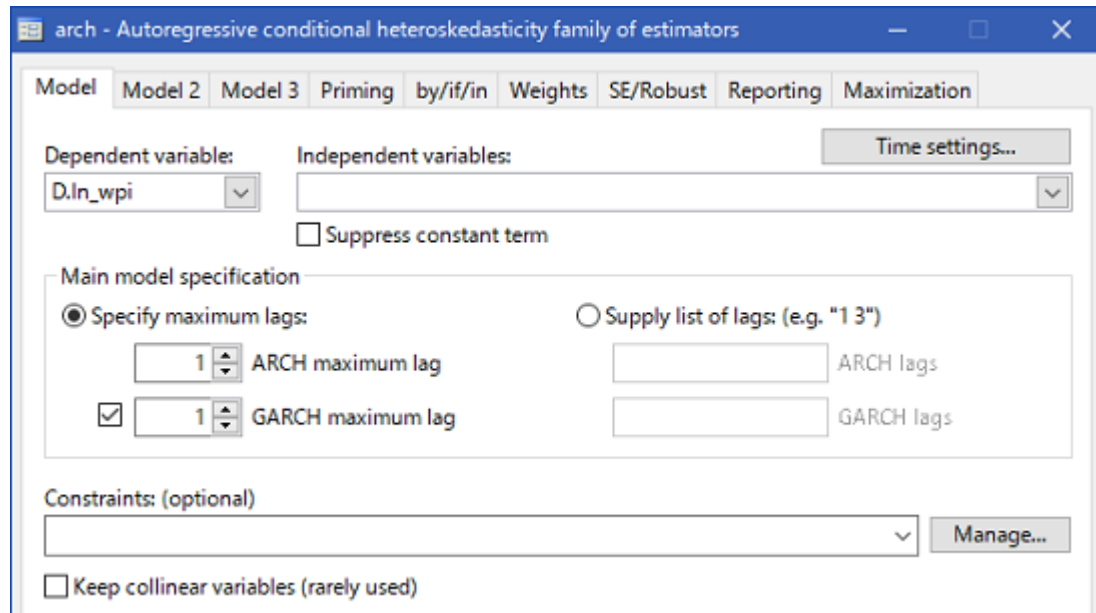 arch - Autoregressive conditional heteroskedasticity family of estimators
Model Model 2 Model 3 Priming by/if/in Weights SE/Robust Reporting Maximization
Time settings...
Dependent variable: Independent variables:
D.ln_wpi
Suppress constant term
Main model specification
Specify maximum lags: Supply list of lags: (e.g. "1 3")
1 ARCH maximum lag ARCH lags
1 GARCH maximum lag GARCH lags
Constraints: (optional)
Manage...
Keep collinear variables (rarely used)